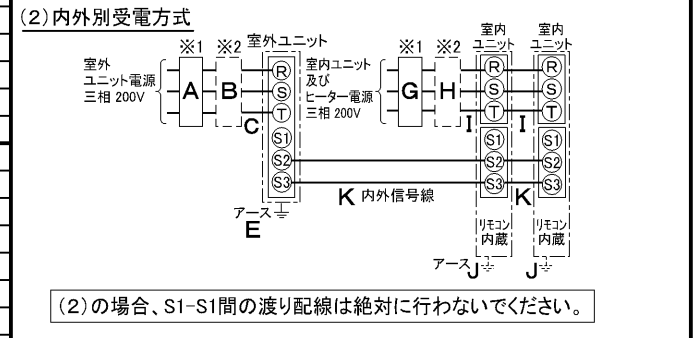 (2)内外別受電方式
※1 ※2 室外ユニット
室外
ユニット電源
三相 200V
A
B
C
R
S
T
S1
S2
S3
アース
E
※1 ※2
室内ユニット
及び
ヒーター電源
三相 200V
G
H
I
I
室内
ユニット
室内
ユニット
R
S
T
S1
S2
S3
R
S
T
S1
S2
S3
K 内外信号線
K
リモコン
内蔵
リモコン
内蔵
アース
J
J
(2)の場合、S1-S1間の渡り配線は絶対に行わないでください。